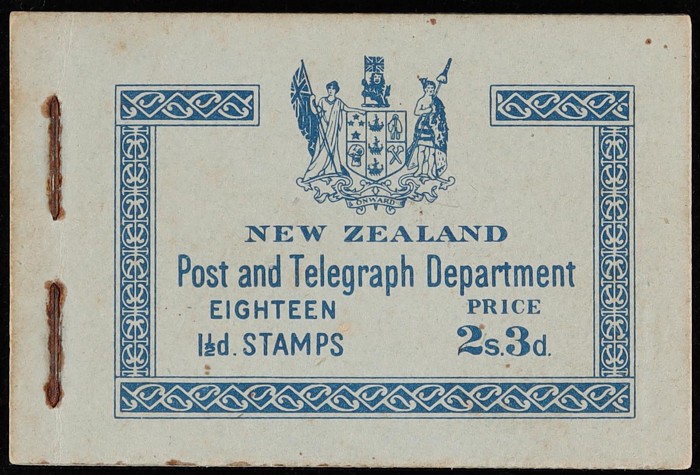 ONWARD
NEW ZEALAND
Post and Telegraph Department
EIGHTEEN
1½d. STAMPS
PRICE
2s.3d.